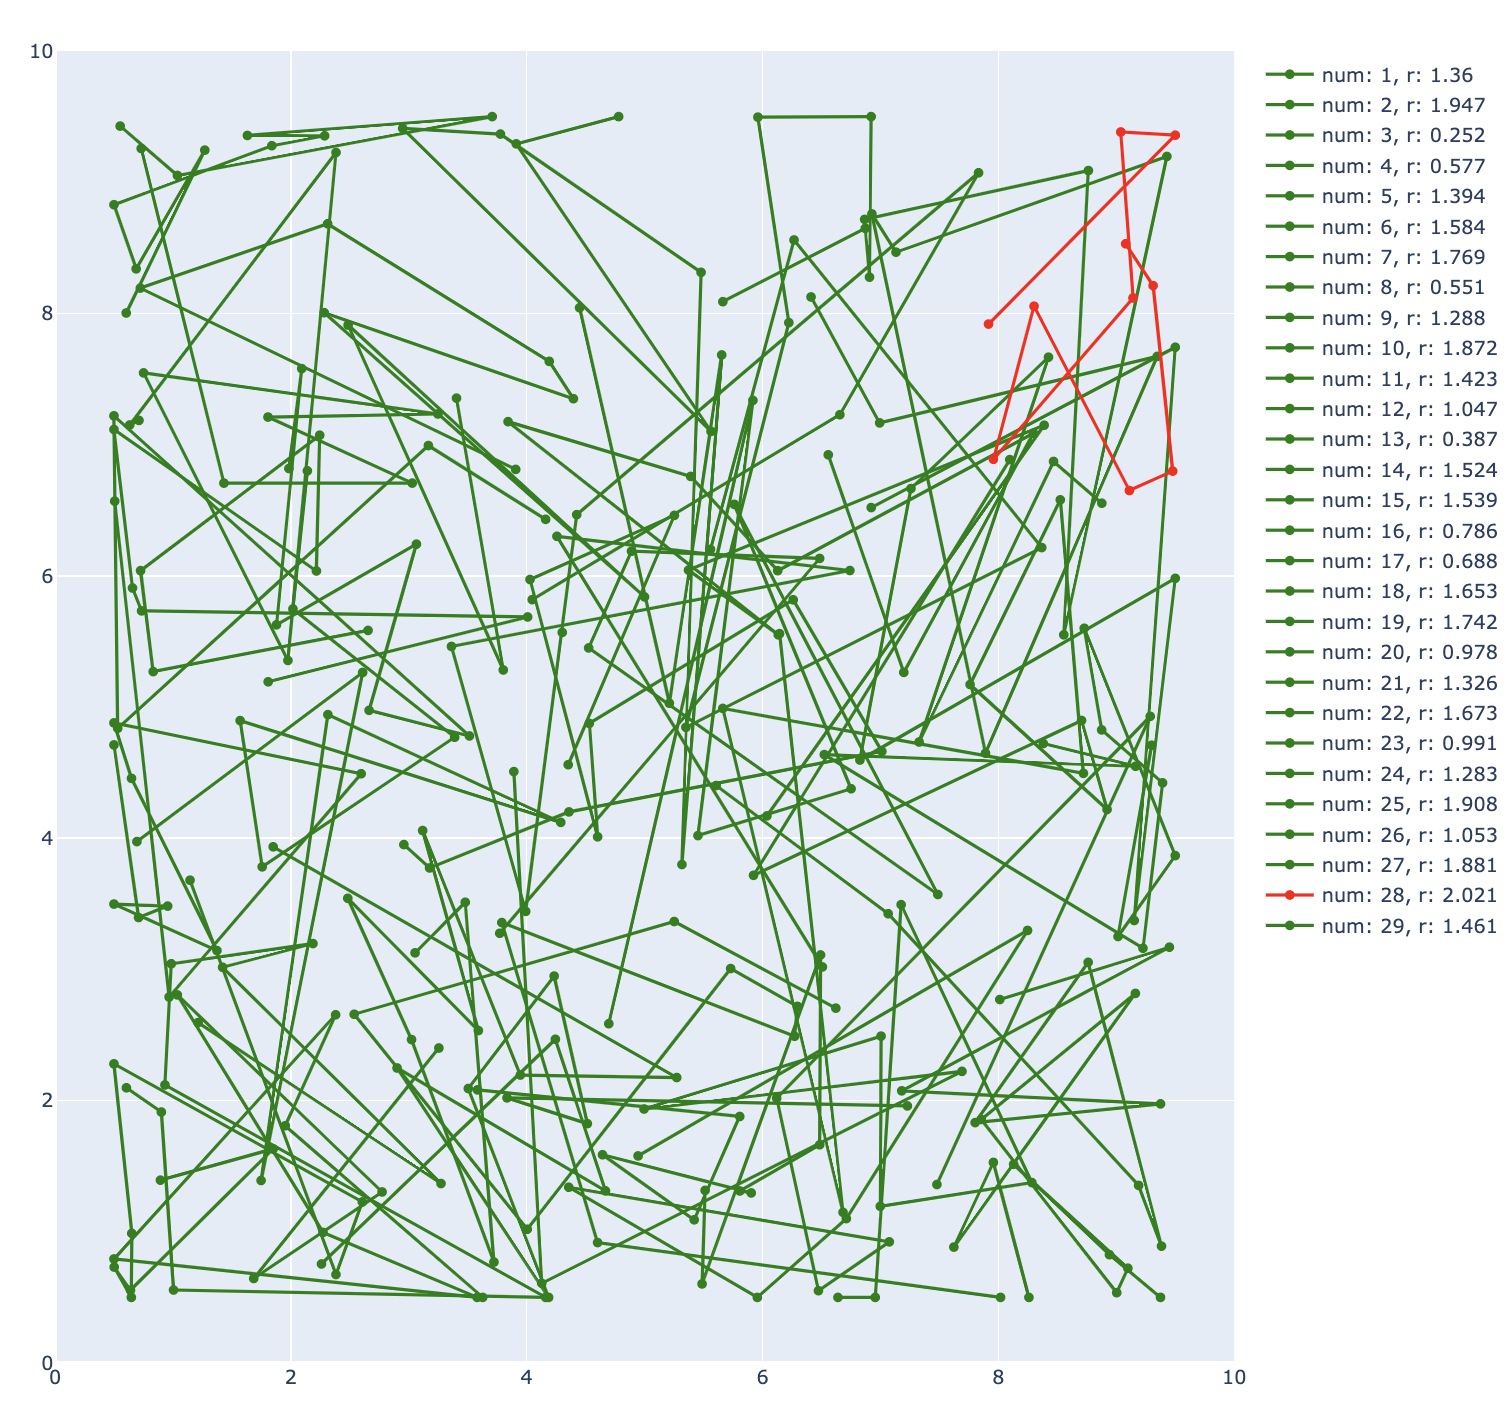 10
8
6
4
2
0
0 2 4 6 8 10
num: 1, r: 1.36
num: 2, r: 1.947
num: 3, r: 0.252
num: 4, r: 0.577
num: 5, r: 1.394
num: 6, r: 1.584
num: 7, r: 1.769
num: 8, r: 0.551
num: 9, r: 1.288
num: 10, r: 1.872
num: 11, r: 1.423
num: 12, r: 1.047
num: 13, r: 0.387
num: 14, r: 1.524
num: 15, r: 1.539
num: 16, r: 0.786
num: 17, r: 0.688
num: 18, r: 1.653
num: 19, r: 1.742
num: 20, r: 0.978
num: 21, r: 1.326
num: 22, r: 1.673
num: 23, r: 0.991
num: 24, r: 1.283
num: 25, r: 1.908
num: 26, r: 1.053
num: 27, r: 1.881
num: 28, r: 2.021
num: 29, r: 1.461